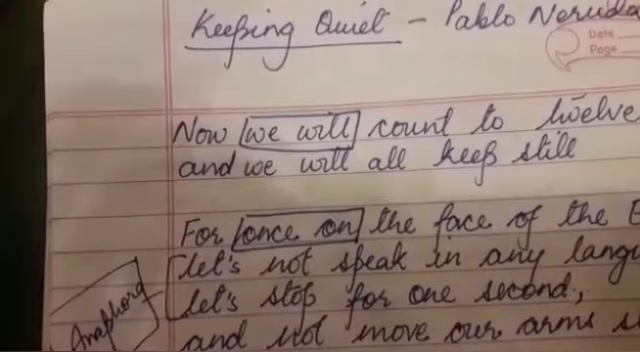 Keeping Quiet - Pablo Neruda
Date
Page
Now we will count to twelve
and we will all keep still
For once on the face of the E
let's not speak in any langu
let's stop for one second,
and not move our arms s
Anaphora